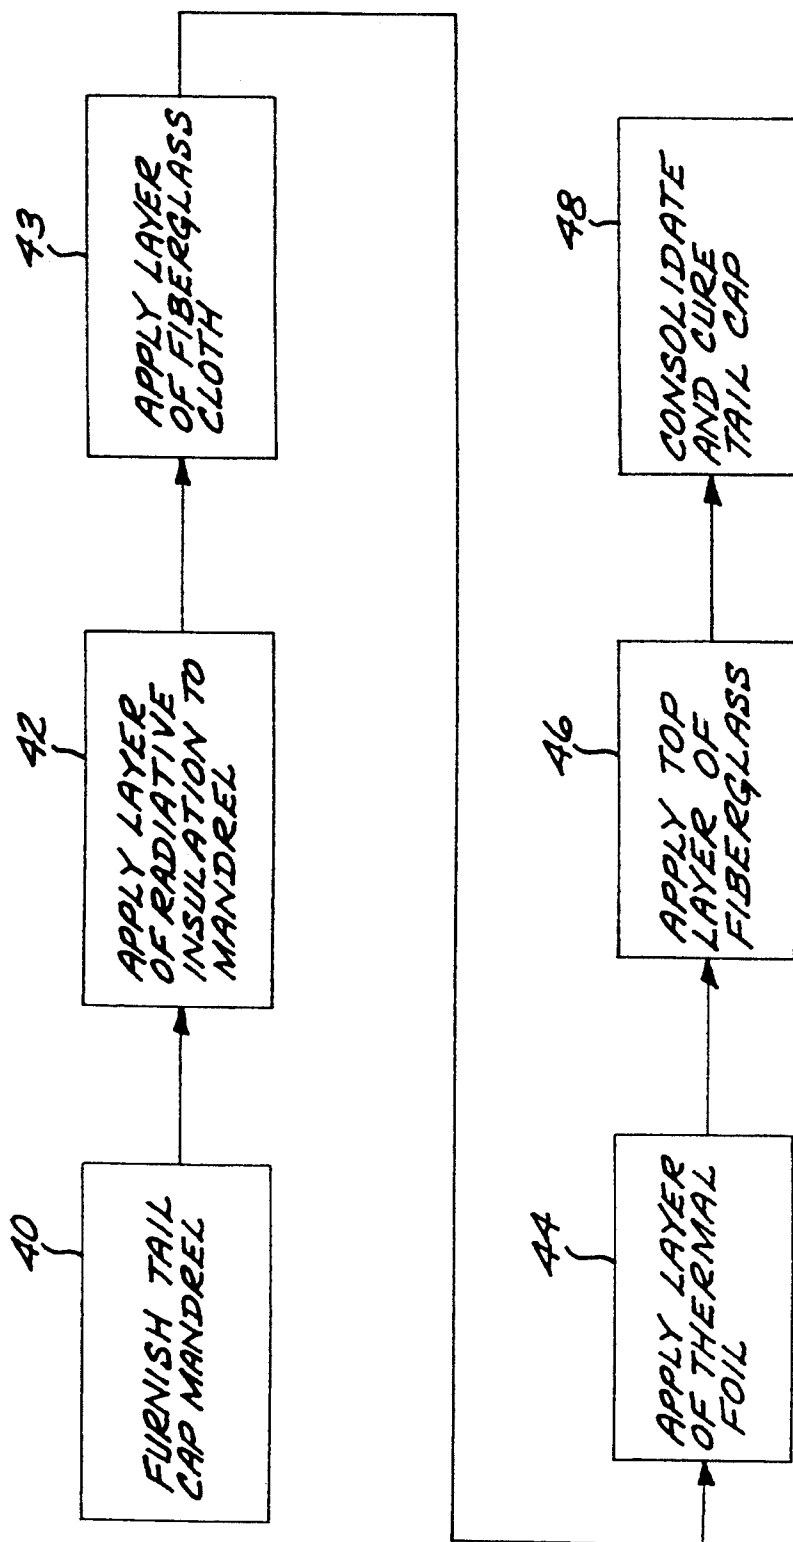 40
FURNISH TAIL
CAP MANDREL
42
APPLY LAYER
OF RADIATIVE
INSULATION TO
MANDREL
43
APPLY LAYER
OF FIBERGLASS
CLOTH
44
APPLY LAYER
OF THERMAL
FOIL
46
APPLY TOP
LAYER OF
FIBERGLASS
48
CONSOLIDATE
AND CURE
TAIL CAP